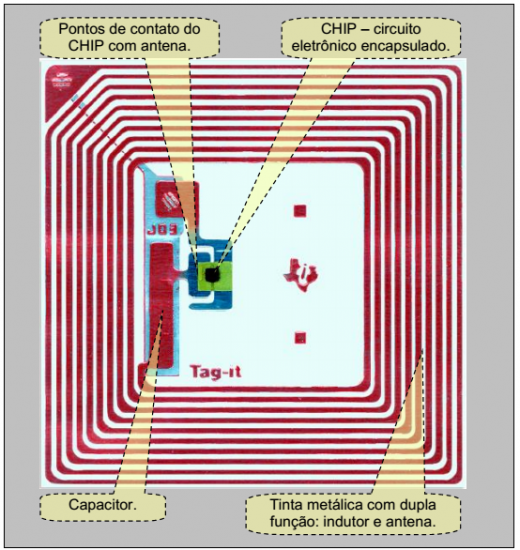 Pontos de contato do
CHIP com antena.
CHIP – circuito
eletrônico encapsulado.
Tag-it
Capacitor.
Tinta metálica com dupla
função: indutor e antena.